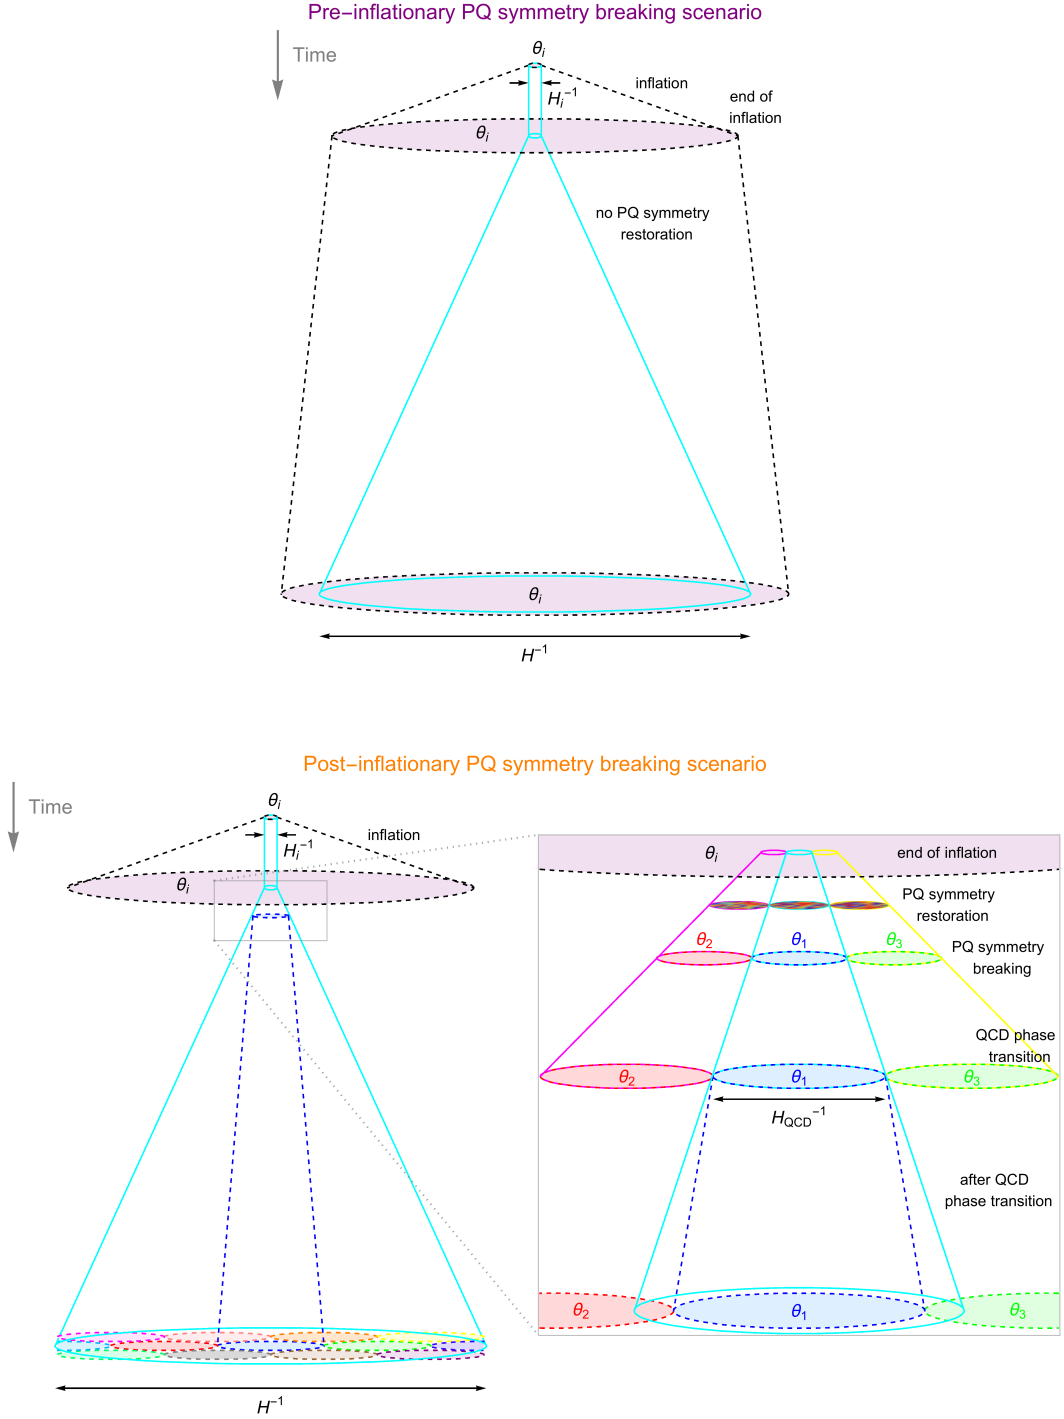 Pre−inflationary PQ symmetry breaking scenario
Time
θi
inflation
Hi−1
end of
inflation
θi
no PQ symmetry
restoration
θi
H−1
Post−inflationary PQ symmetry breaking scenario
Time
θi
inflation
Hi−1
θi
H−1
θi
end of inflation
PQ symmetry
restoration
θ2
θ1
θ3
PQ symmetry
breaking
QCD phase
transition
θ2
θ1
θ3
HQCD−1
after QCD
phase transition
θ2
θ1
θ3